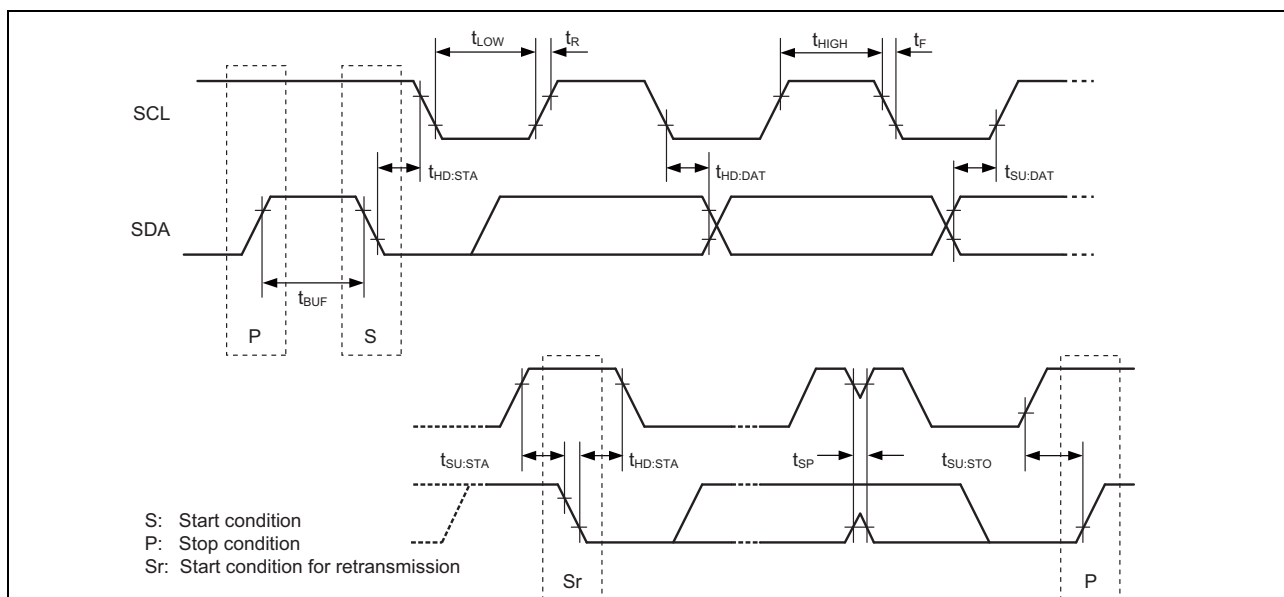 tLOW
tR
tHIGH
tF
SCL
tHD:STA
tHD:DAT
tSU:DAT
SDA
tBUF
P
S
tSU:STA
tHD:STA
tSP
tSU:STO
S: Start condition
P: Stop condition
Sr: Start condition for retransmission
Sr
P